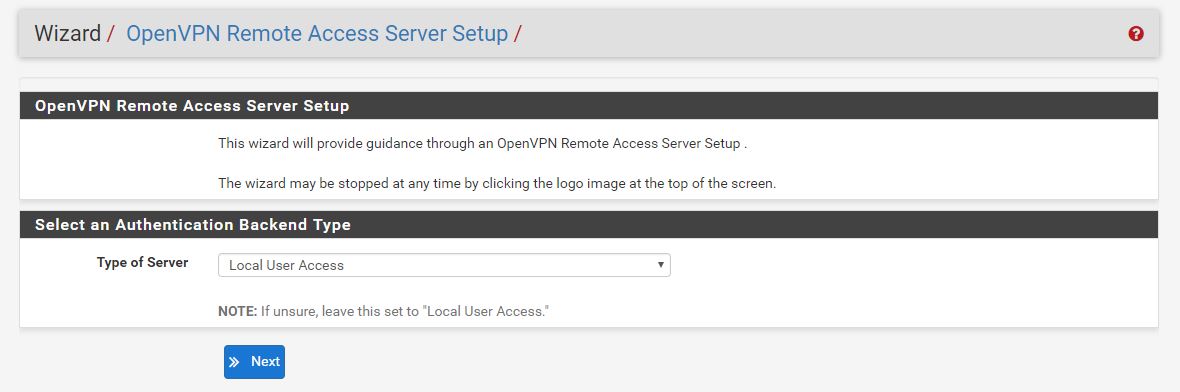 Wizard / OpenVPN Remote Access Server Setup /
OpenVPN Remote Access Server Setup
This wizard will provide guidance through an OpenVPN Remote Access Server Setup .
The wizard may be stopped at any time by clicking the logo image at the top of the screen.
Select an Authentication Backend Type
Type of Server
Local User Access
NOTE: If unsure, leave this set to "Local User Access."
Next